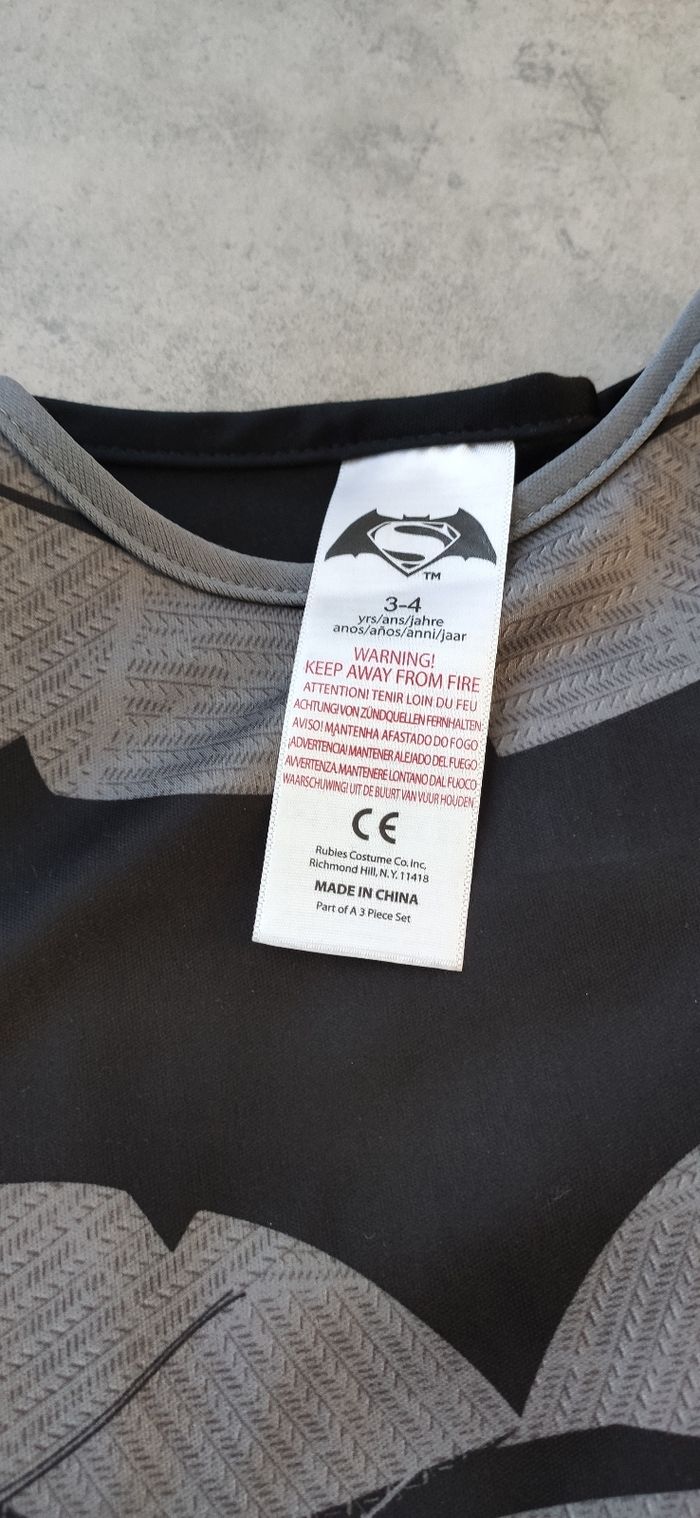 TM
3-4
yrs/ans/jahre
anos/años/anni/jaar
WARNING!
KEEP AWAY FROM FIRE
ATTENTION! TENIR LOIN DU FEU
ACHTUNG! VON ZÜNDQUELLEN FERNHALTEN
AVISO! MANTENHA AFASTADO DO FOGO
¡ADVERTENCIA! MANTENER ALEJADO DEL FUEGO
AVVERTENZA. MANTENERE LONTANO DAL FUOCO
WAARSCHUWING! UIT DE BUURT VAN VUUR HOUDEN
CE
Rubies Costume Co. Inc,
Richmond Hill, N.Y. 11418
MADE IN CHINA
Part of A 3 Piece Set